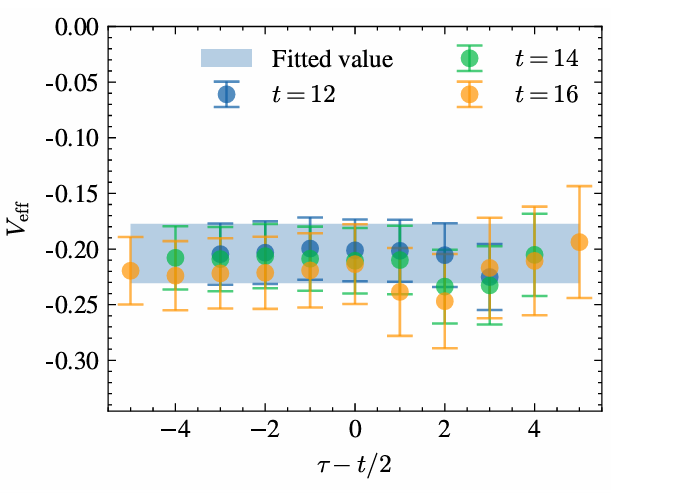 0.00
-0.05
-0.10
-0.15
-0.20
-0.25
-0.30
V_eff
Fitted value
t = 12
t = 14
t = 16
−4 −2 0 2 4
τ − t/2